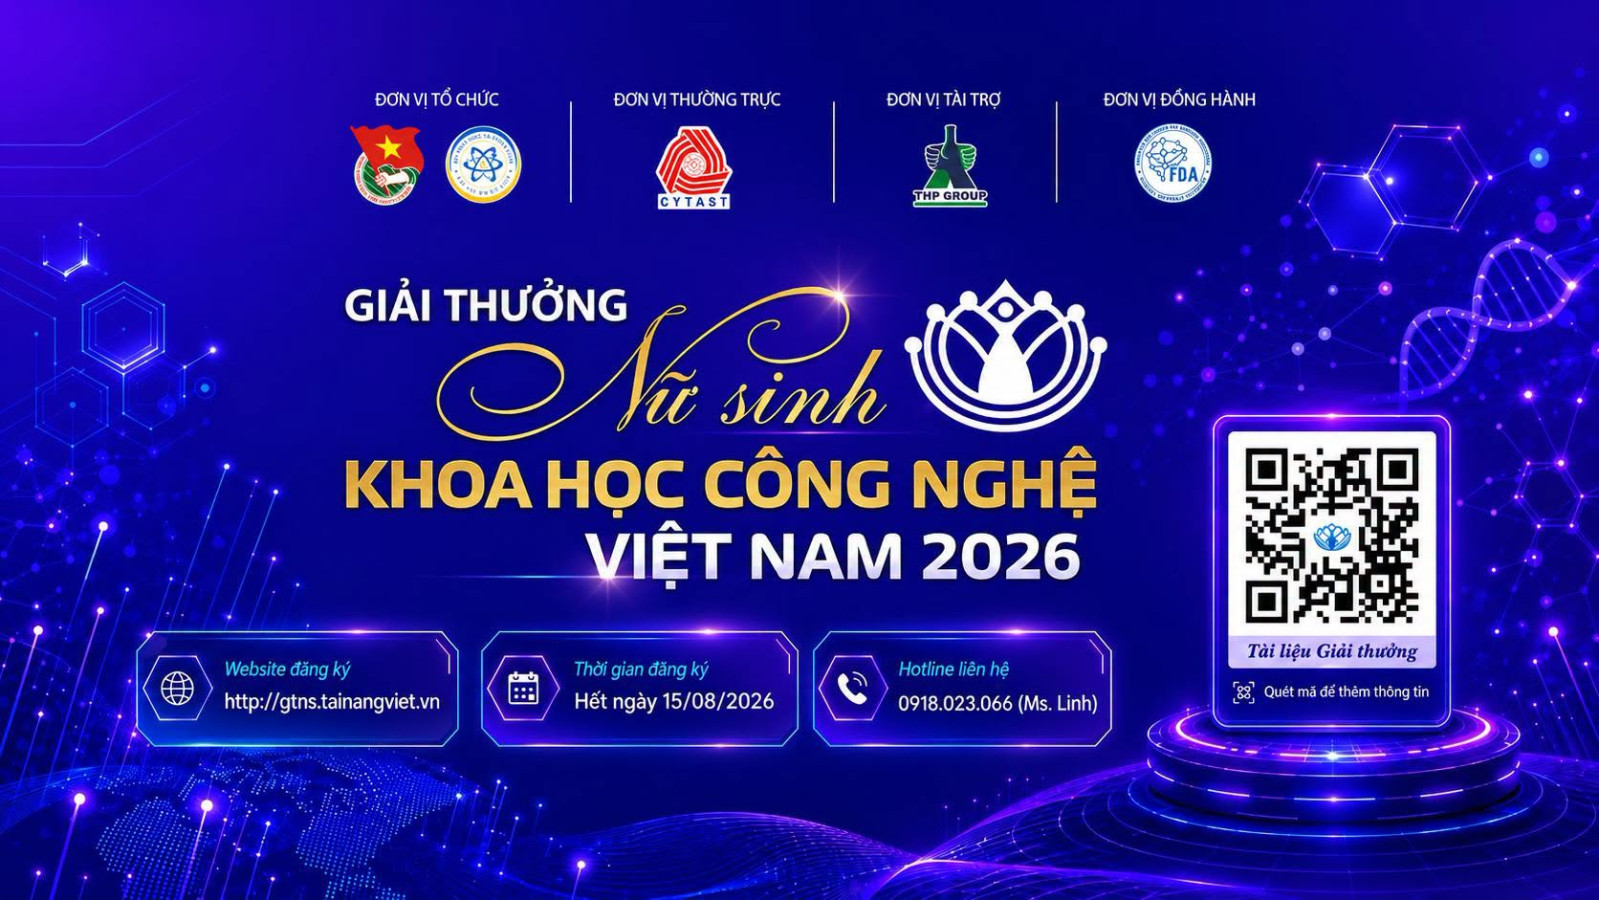 ĐƠN VỊ TỔ CHỨC
ĐƠN VỊ THƯỜNG TRỰC
ĐƠN VỊ TÀI TRỢ
ĐƠN VỊ ĐỒNG HÀNH
CYTAST
THP GROUP
FDA
GIẢI THƯỞNG
Nữ sinh
KHOA HỌC CÔNG NGHỆ
VIỆT NAM 2026
Website đăng ký
http://gtns.tainangviet.vn
Thời gian đăng ký
Hết ngày 15/08/2026
Hotline liên hệ
0918.023.066 (Ms. Linh)
Tài liệu Giải thưởng
Quét mã để thêm thông tin